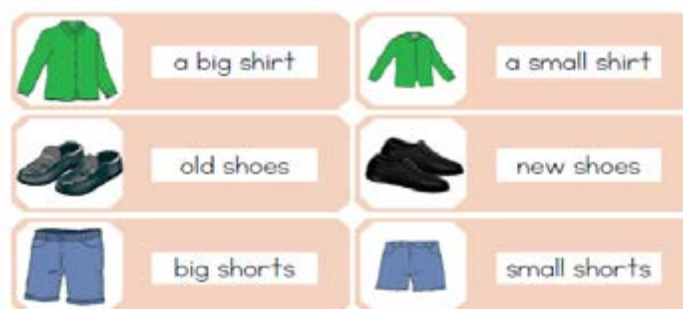 a big shirt
a small shirt
old shoes
new shoes
big shorts
small shorts